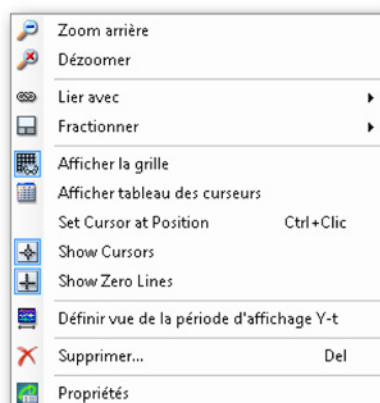 Zoom arrière
Dézoomer
Lier avec
Fractionner
Afficher la grille
Afficher tableau des curseurs
Set Cursor at Position Ctrl+Clic
Show Cursors
Show Zero Lines
Définir vue de la période d'affichage Y-t
Supprimer... Del
Propriétés